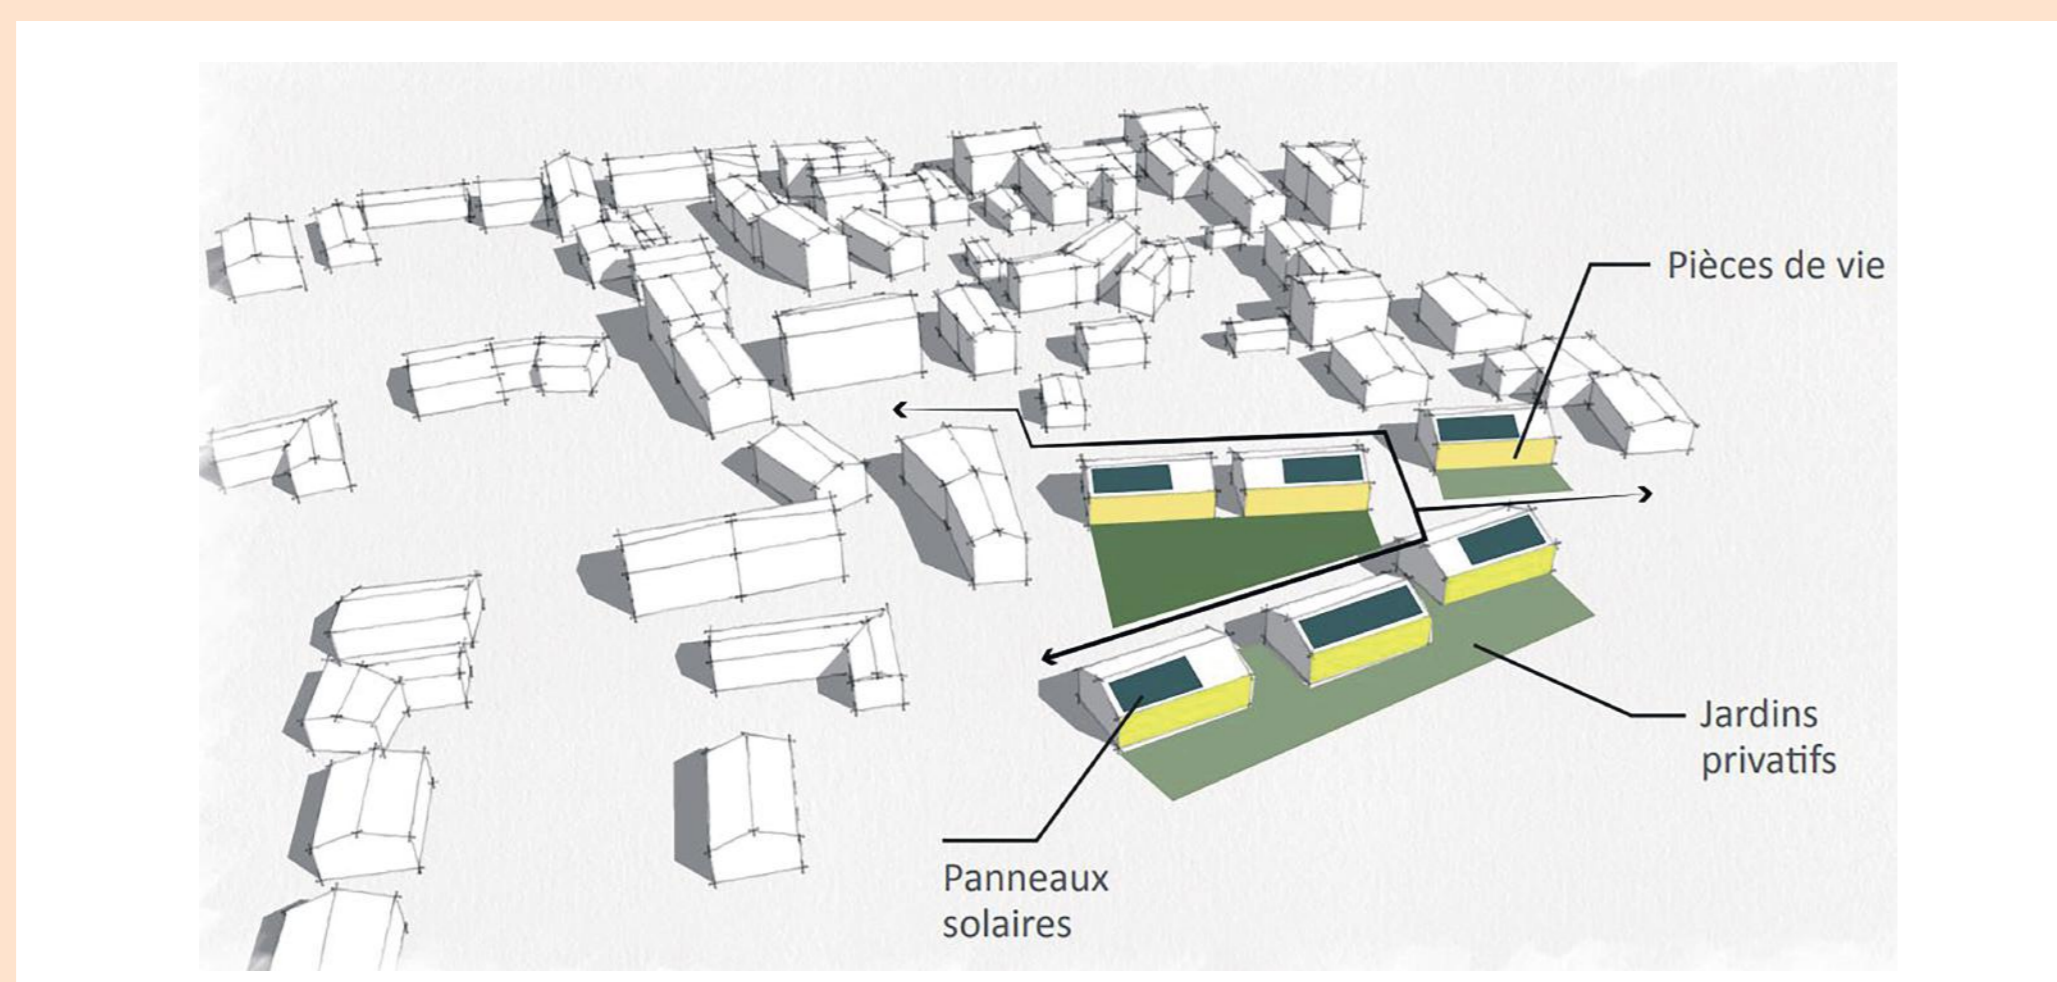 Pièces de vie
Jardins
privatifs
Panneaux
solaires